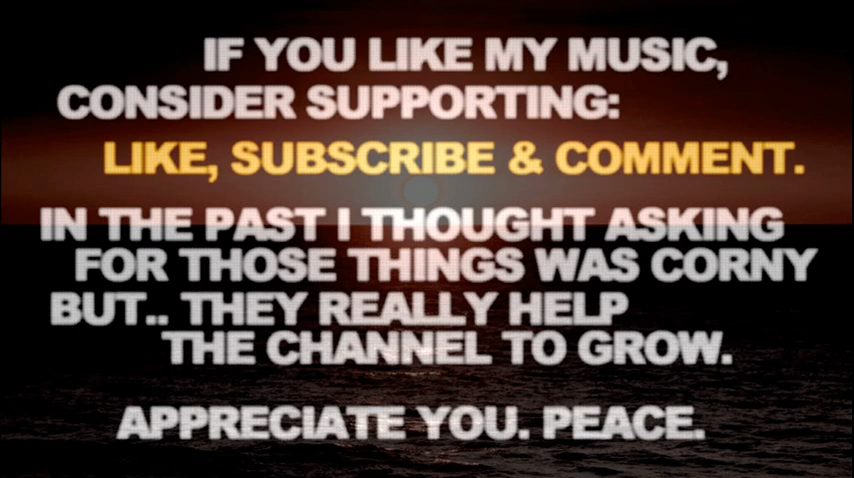 IF YOU LIKE MY MUSIC,
CONSIDER SUPPORTING:
LIKE, SUBSCRIBE & COMMENT.
IN THE PAST I THOUGHT ASKING
FOR THOSE THINGS WAS CORNY
BUT.. THEY REALLY HELP
THE CHANNEL TO GROW.
APPRECIATE YOU. PEACE.